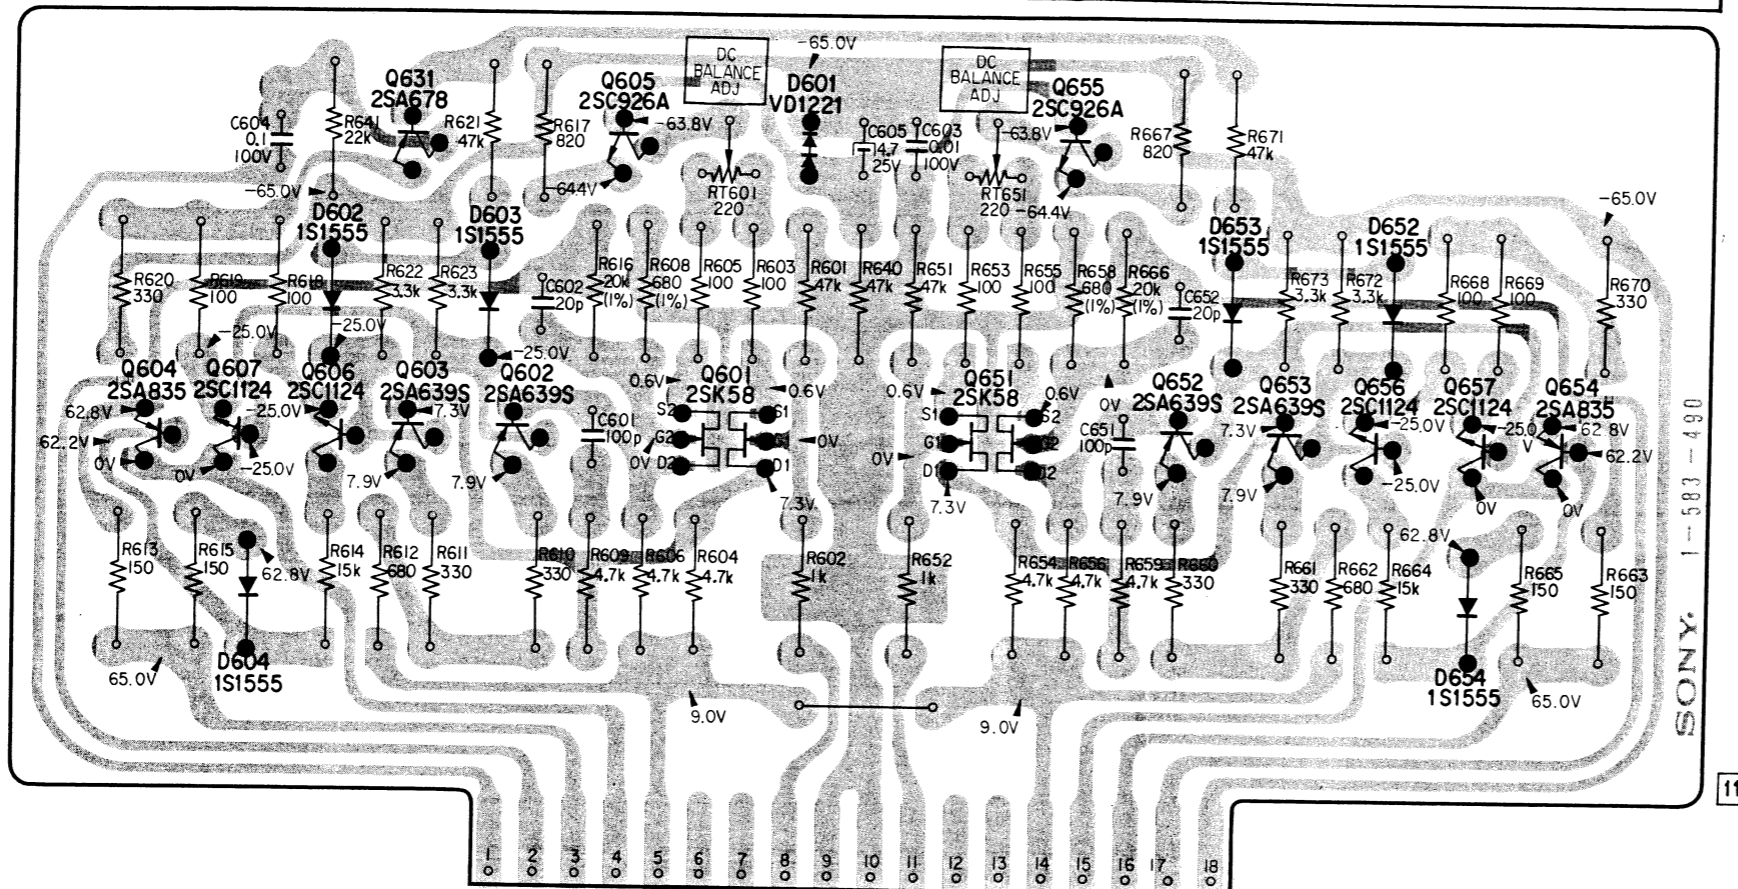 DC
BALANCE
ADJ
-65.0V
DC
BALANCE
ADJ
Q631
2SA678
Q605
2SC926A
D601
VD1221
Q655
2SC926A
C604
0.1
100V
R641
22k
R621
47k
R617
820
-63.8V
C605
25V
C603
0.01
100V
-63.8V
R667
820
R671
47k
-65.0V
-64.4V
RT601
220
RT651
220
-64.4V
-65.0V
D602
1S1555
D603
1S1555
D653
1S1555
D652
1S1555
R620
330
R619
100
R618
100
R622
3.3k
R623
3.3k
C602
20p
R616
20k
(1%)
R608
680
(1%)
R605
100
R603
100
R601
47k
R640
47k
R651
47k
R653
100
R655
100
R658
680
(1%)
R666
20k
(1%)
C652
20p
R673
3.3k
R672
3.3k
R668
100
R669
100
R670
330
-25.0V
-25.0V
-25.0V
Q604
2SA835
Q607
2SC1124
Q606
2SC1124
Q603
2SA639S
Q602
2SA639S
0.6V
Q601
2SK58
0.6V
0.6V
Q651
2SK58
0.6V
0V
Q652
2SA639S
Q653
2SA639S
Q656
2SC1124
Q657
2SC1124
Q654
2SA835
62.8V
-25.0V
7.3V
C601
100p
S2
S1
G2
D2
D1
S1
S2
G1
D1
C651
100p
7.3V
-25.0V
-25.0
V
62.8V
62.2V
0V
0V
-25.0V
7.9V
7.9V
0V
0V
0V
7.3V
7.3V
7.9V
7.9V
-25.0V
0V
0V
62.2V
R613
150
R615
150
62.8V
R614
15k
R612
680
R611
330
R610
330
R609
4.7k
R606
4.7k
R604
4.7k
R602
1k
R652
1k
R654
4.7k
R656
4.7k
R659
4.7k
R660
330
R661
330
R662
680
R664
15k
62.8V
R665
150
R663
150
65.0V
D604
1S1555
9.0V
9.0V
D654
1S1555
65.0V
SONY. 1-583-490
11
1 2 3 4 5 6 7 8 9 10 11 12 13 14 15 16 17 18